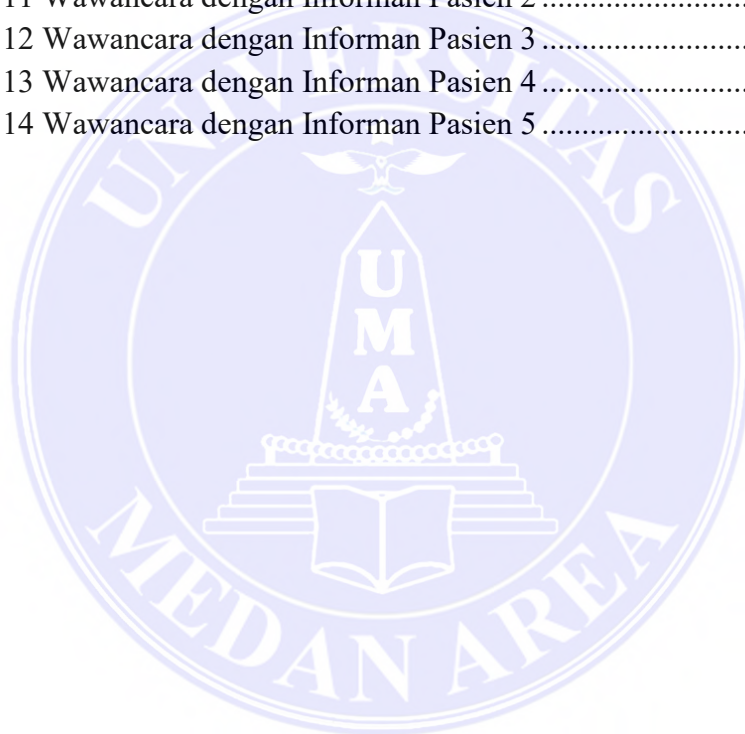 11 Wawancara dengan Informan Pasien 2 ........................
12 Wawancara dengan Informan Pasien 3 ........................
13 Wawancara dengan Informan Pasien 4 ........................
14 Wawancara dengan Informan Pasien 5 ........................
UNIVERSITAS
U
M
A
MEDAN AREA